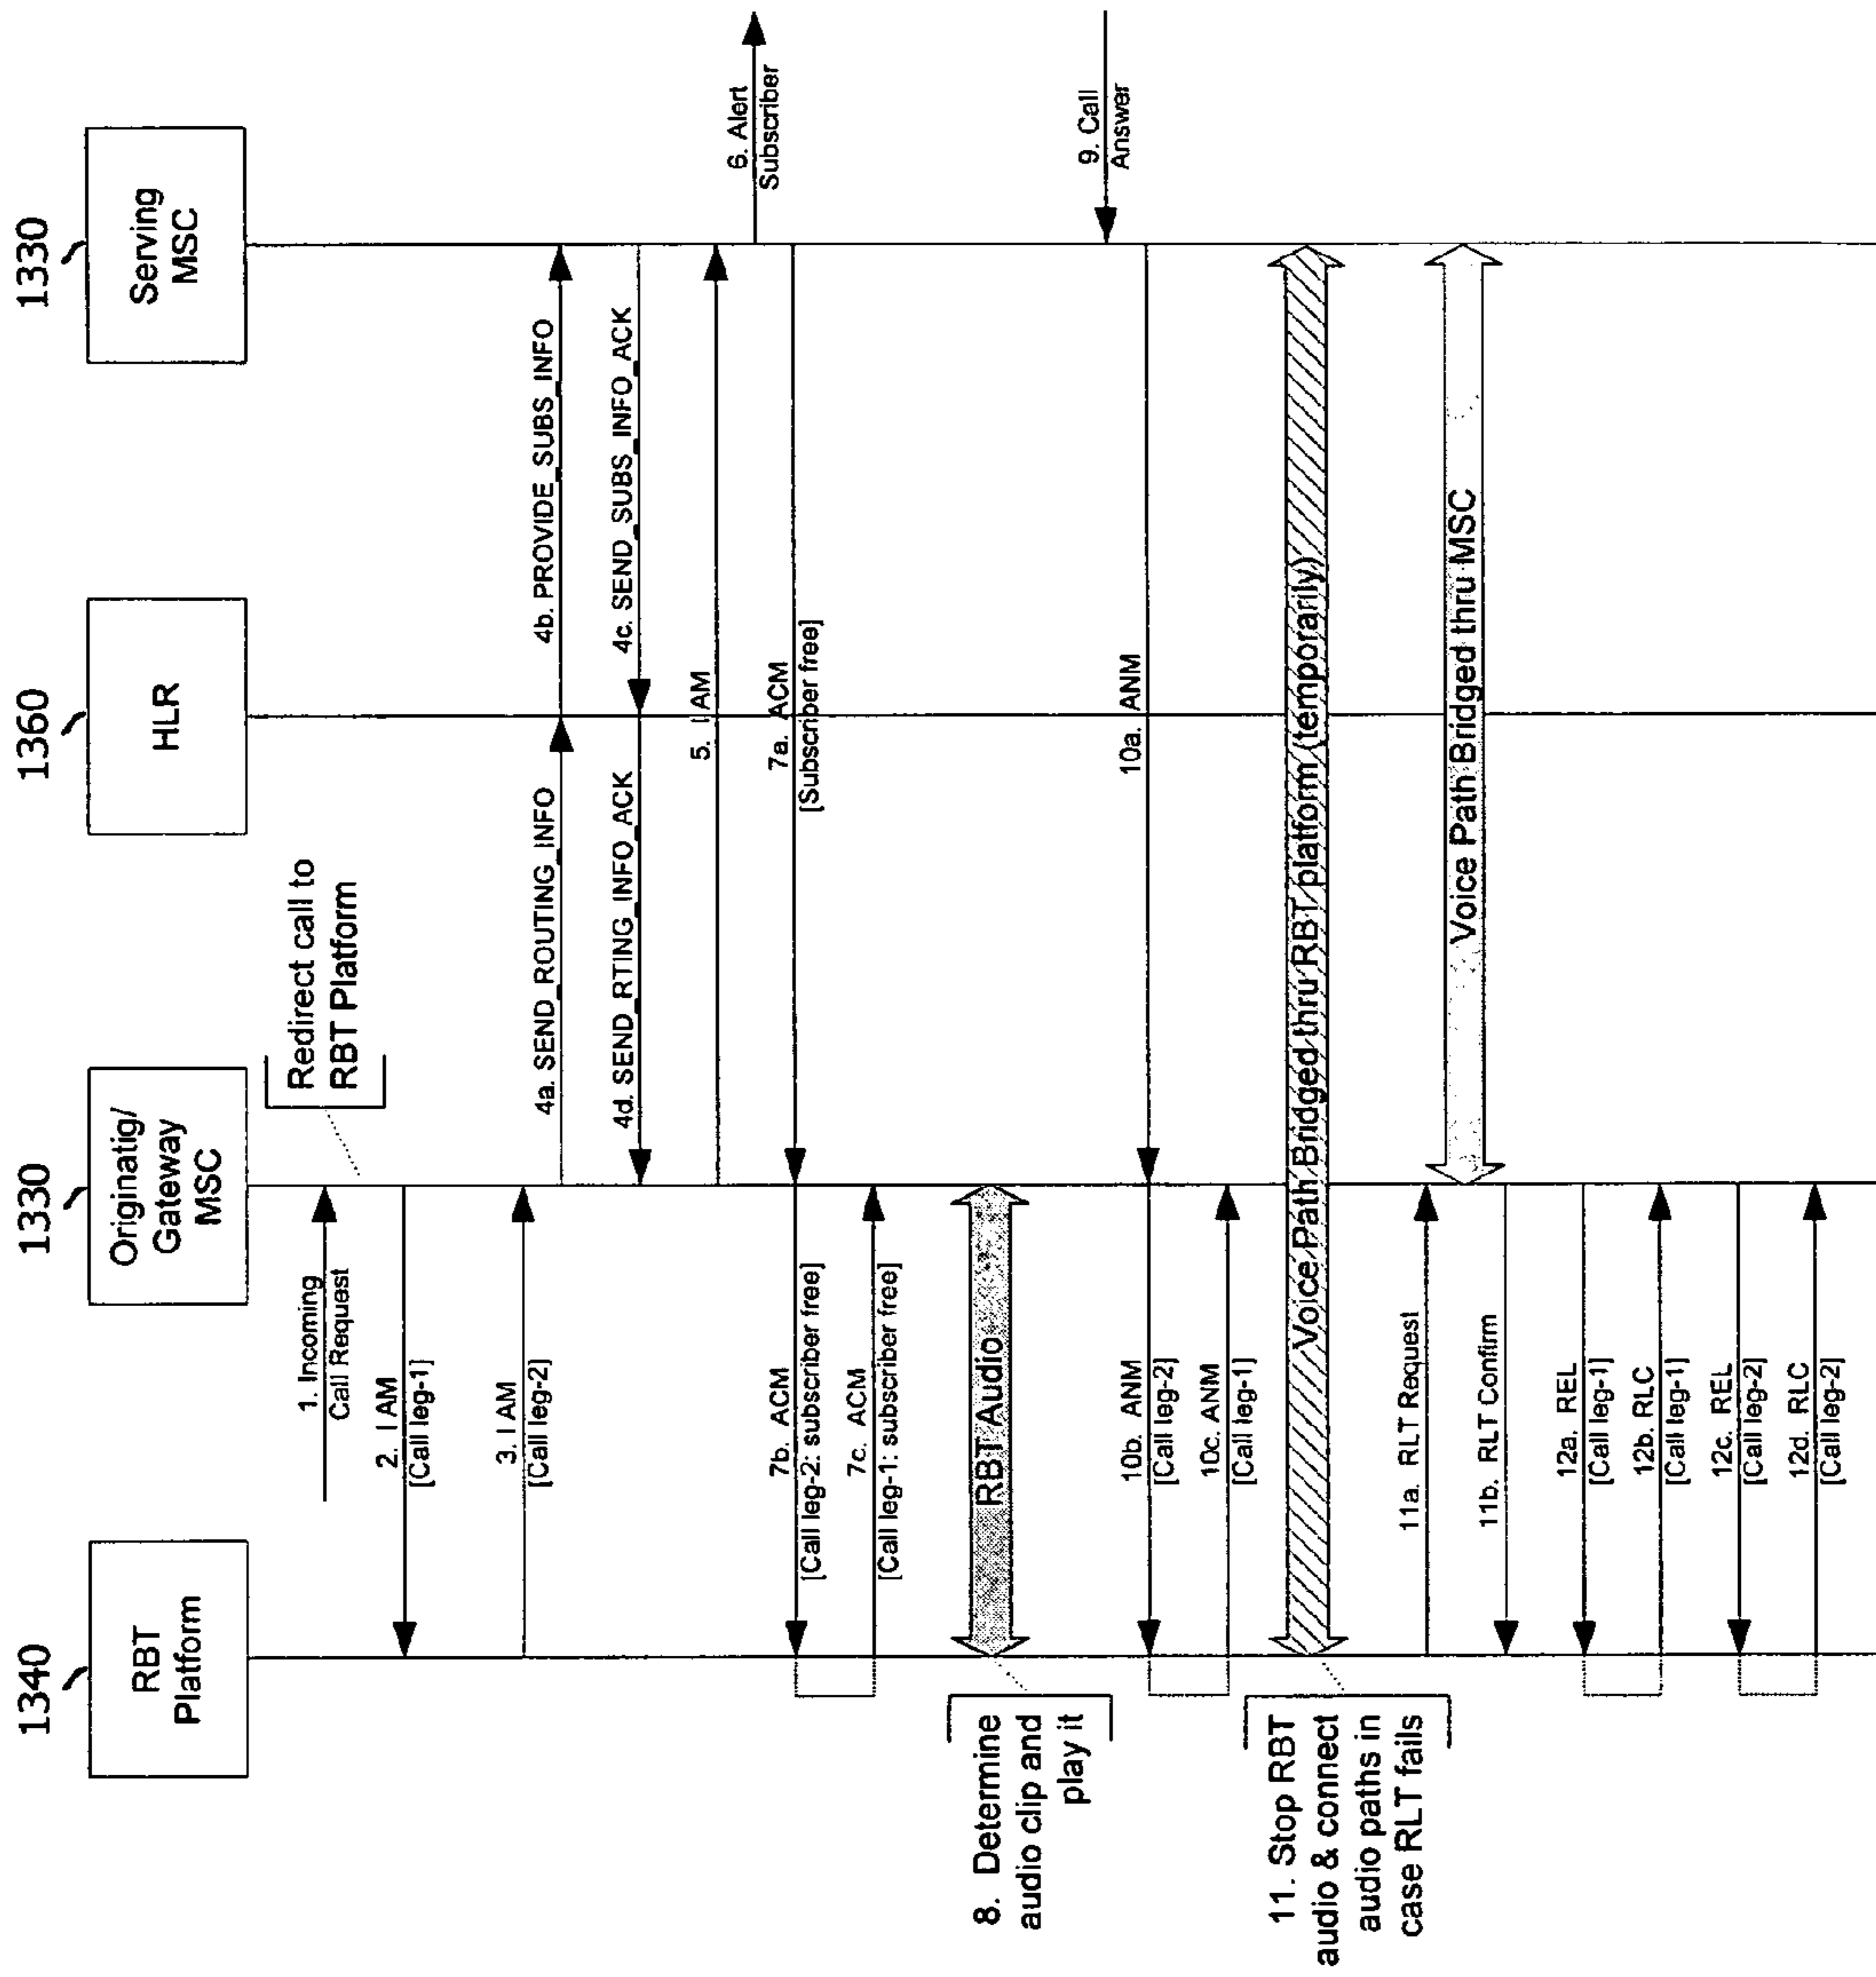 1340
RBT
Platform
1330
Originatig/
Gateway
MSC
1360
HLR
1330
Serving
MSC
1. Incoming
Call Request
Redirect call to
RBT Platform
2. I AM
[Call leg-1]
3. I AM
[Call leg-2]
4a. SEND_ROUTING_INFO
4b. PROVIDE_SUBS_INFO
4c. SEND_SUBS_INFO_ACK
4d. SEND_RTING_INFO_ACK
5. I AM
6. Alert
Subscriber
7a. ACM
[Subscriber free]
7b. ACM
[Call leg-2: subscriber free]
7c. ACM
[Call leg-1: subscriber free]
8. Determine
audio clip and
play it
RBT Audio
9. Call
Answer
10a. ANM
10b. ANM
[Call leg-2]
10c. ANM
[Call leg-1]
11. Stop RBT
audio & connect
audio paths in
case RLT fails
Voice Path Bridged thru RBT platform (temporarily)
11a. RLT Request
Voice Path Bridged thru MSC
11b. RLT Confirm
12a. REL
[Call leg-1]
12b. RLC
[Call leg-1]
12c. REL
[Call leg-2]
12d. RLC
[Call leg-2]